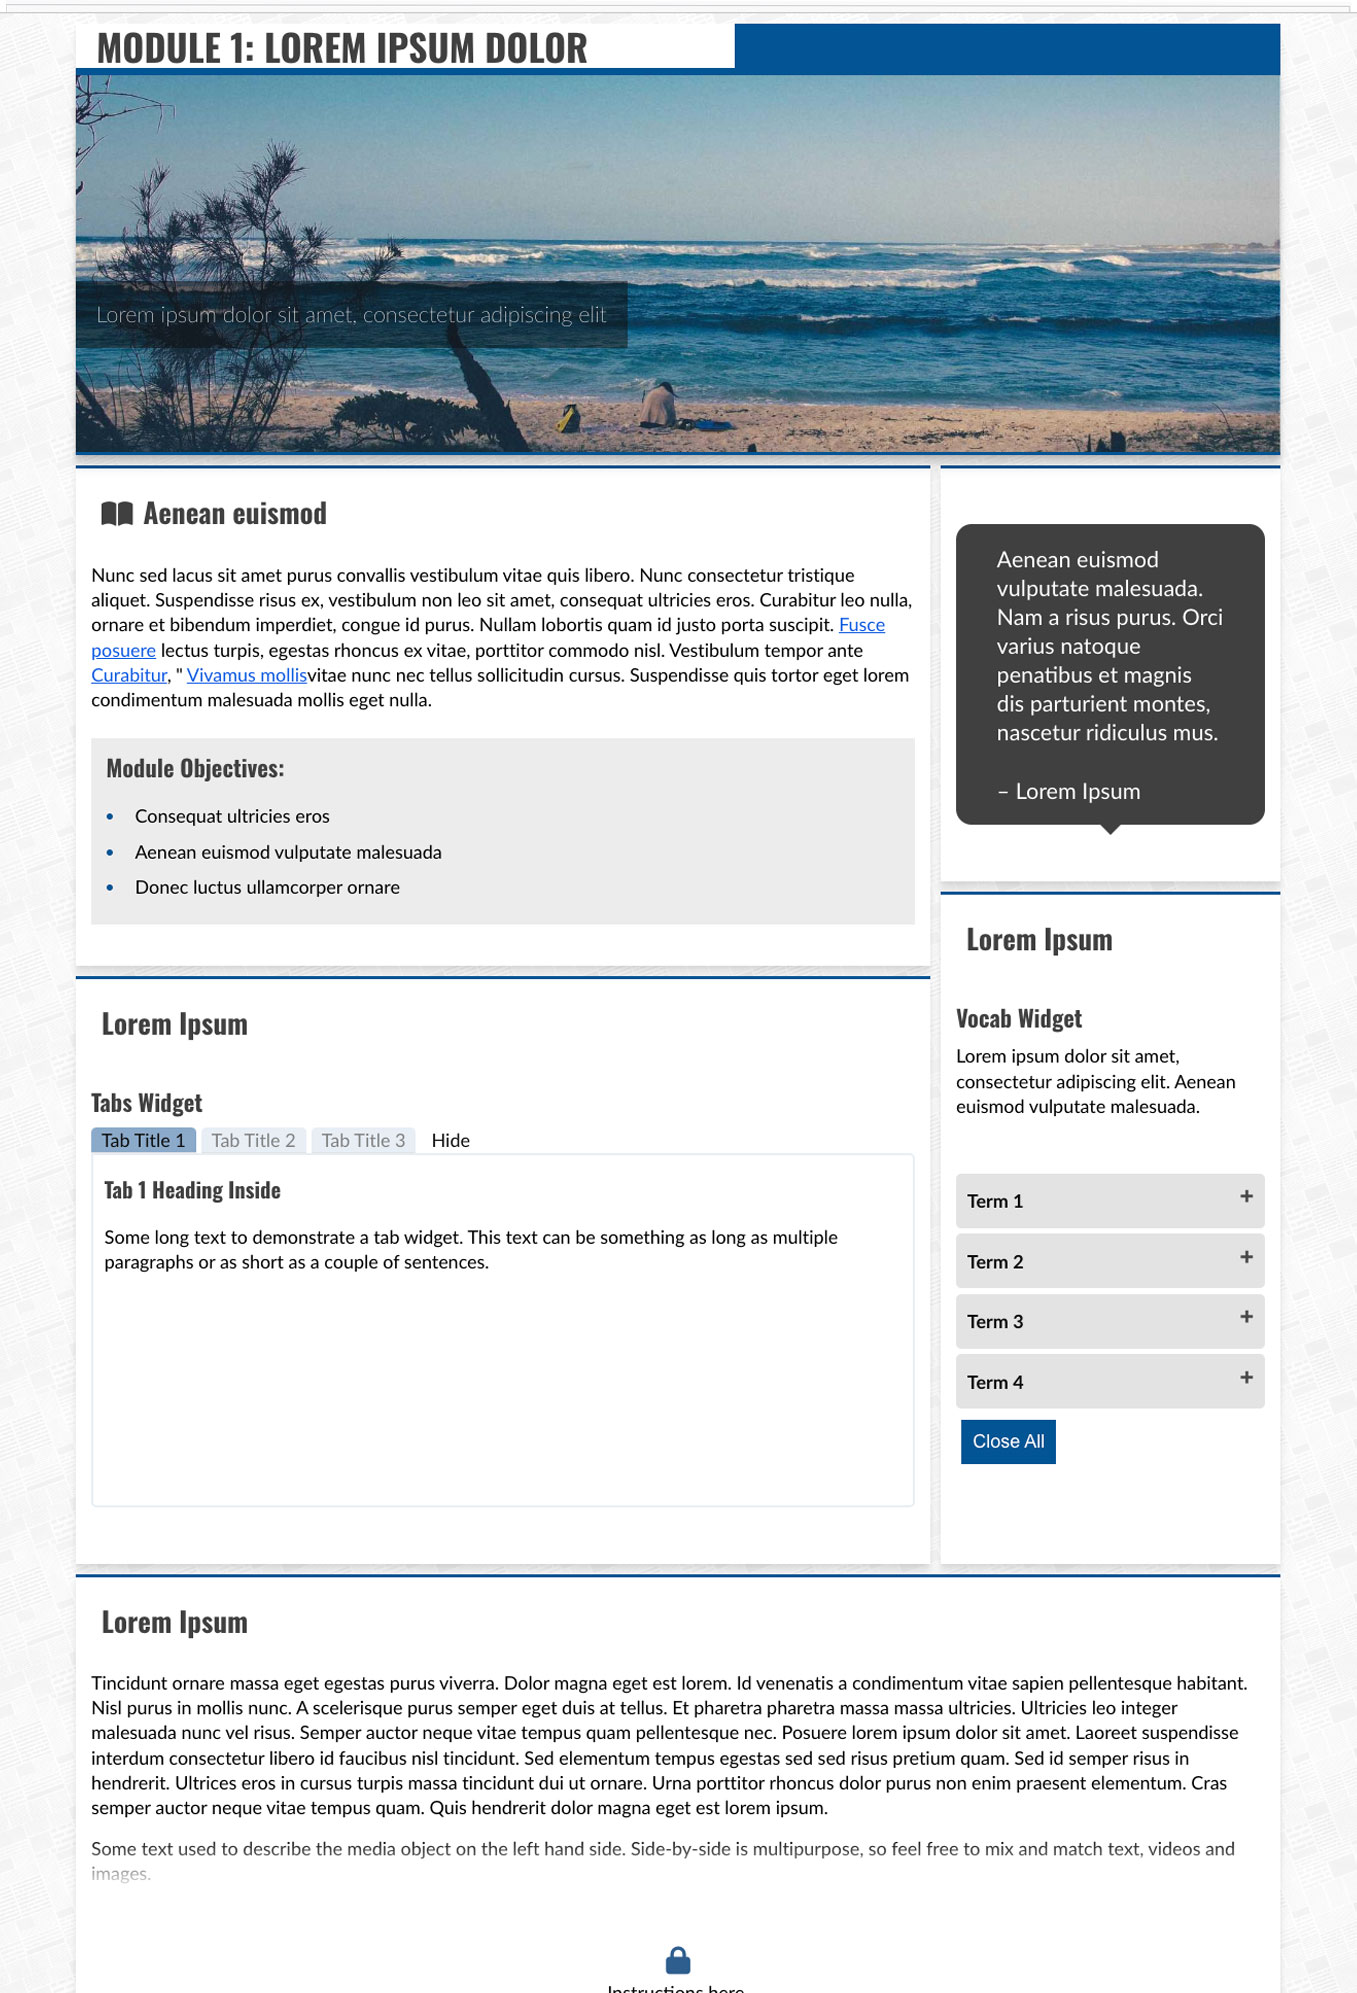 MODULE 1: LOREM IPSUM DOLOR
Lorem ipsum dolor sit amet, consectetur adipiscing elit
Aenean euismod
Nunc sed lacus sit amet purus convallis vestibulum vitae quis libero. Nunc consectetur tristique
aliquet. Suspendisse risus ex, vestibulum non leo sit amet, consequat ultricies eros. Curabitur leo nulla,
ornare et bibendum imperdiet, congue id purus. Nullam lobortis quam id justo porta suscipit. Fusce
posuere lectus turpis, egestas rhoncus ex vitae, porttitor commodo nisl. Vestibulum tempor ante
Curabitur, " Vivamus mollisvitae nunc nec tellus sollicitudin cursus. Suspendisse quis tortor eget lorem
condimentum malesuada mollis eget nulla.
Module Objectives:
• Consequat ultricies eros
• Aenean euismod vulputate malesuada
• Donec luctus ullamcorper ornare
Aenean euismod
vulputate malesuada.
Nam a risus purus. Orci
varius natoque
penatibus et magnis
dis parturient montes,
nascetur ridiculus mus.
– Lorem Ipsum
Lorem Ipsum
Tabs Widget
Tab Title 1 Tab Title 2 Tab Title 3 Hide
Tab 1 Heading Inside
Some long text to demonstrate a tab widget. This text can be something as long as multiple
paragraphs or as short as a couple of sentences.
Lorem Ipsum
Vocab Widget
Lorem ipsum dolor sit amet,
consectetur adipiscing elit. Aenean
euismod vulputate malesuada.
Term 1 +
Term 2 +
Term 3 +
Term 4 +
Close All
Lorem Ipsum
Tincidunt ornare massa eget egestas purus viverra. Dolor magna eget est lorem. Id venenatis a condimentum vitae sapien pellentesque habitant.
Nisl purus in mollis nunc. A scelerisque purus semper eget duis at tellus. Et pharetra pharetra massa massa ultricies. Ultricies leo integer
malesuada nunc vel risus. Semper auctor neque vitae tempus quam pellentesque nec. Posuere lorem ipsum dolor sit amet. Laoreet suspendisse
interdum consectetur libero id faucibus nisl tincidunt. Sed elementum tempus egestas sed sed risus pretium quam. Sed id semper risus in
hendrerit. Ultrices eros in cursus turpis massa tincidunt dui ut ornare. Urna porttitor rhoncus dolor purus non enim praesent elementum. Cras
semper auctor neque vitae tempus quam. Quis hendrerit dolor magna eget est lorem ipsum.
Some text used to describe the media object on the left hand side. Side-by-side is multipurpose, so feel free to mix and match text, videos and
images.
Instructions here